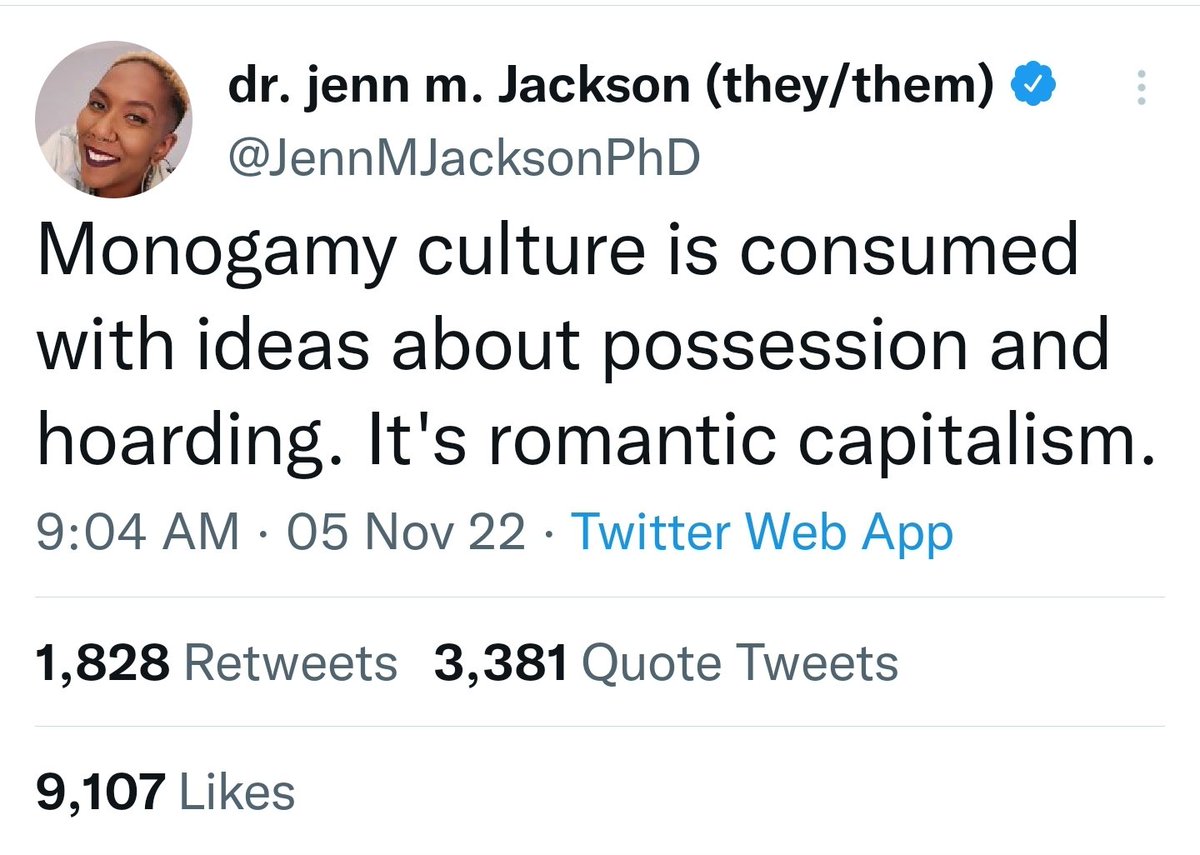 dr. jenn m. Jackson (they/them)
@JennMJacksonPhD
Monogamy culture is consumed
with ideas about possession and
hoarding. It's romantic capitalism.
9:04 AM · 05 Nov 22 · Twitter Web App
1,828 Retweets 3,381 Quote Tweets
9,107 Likes